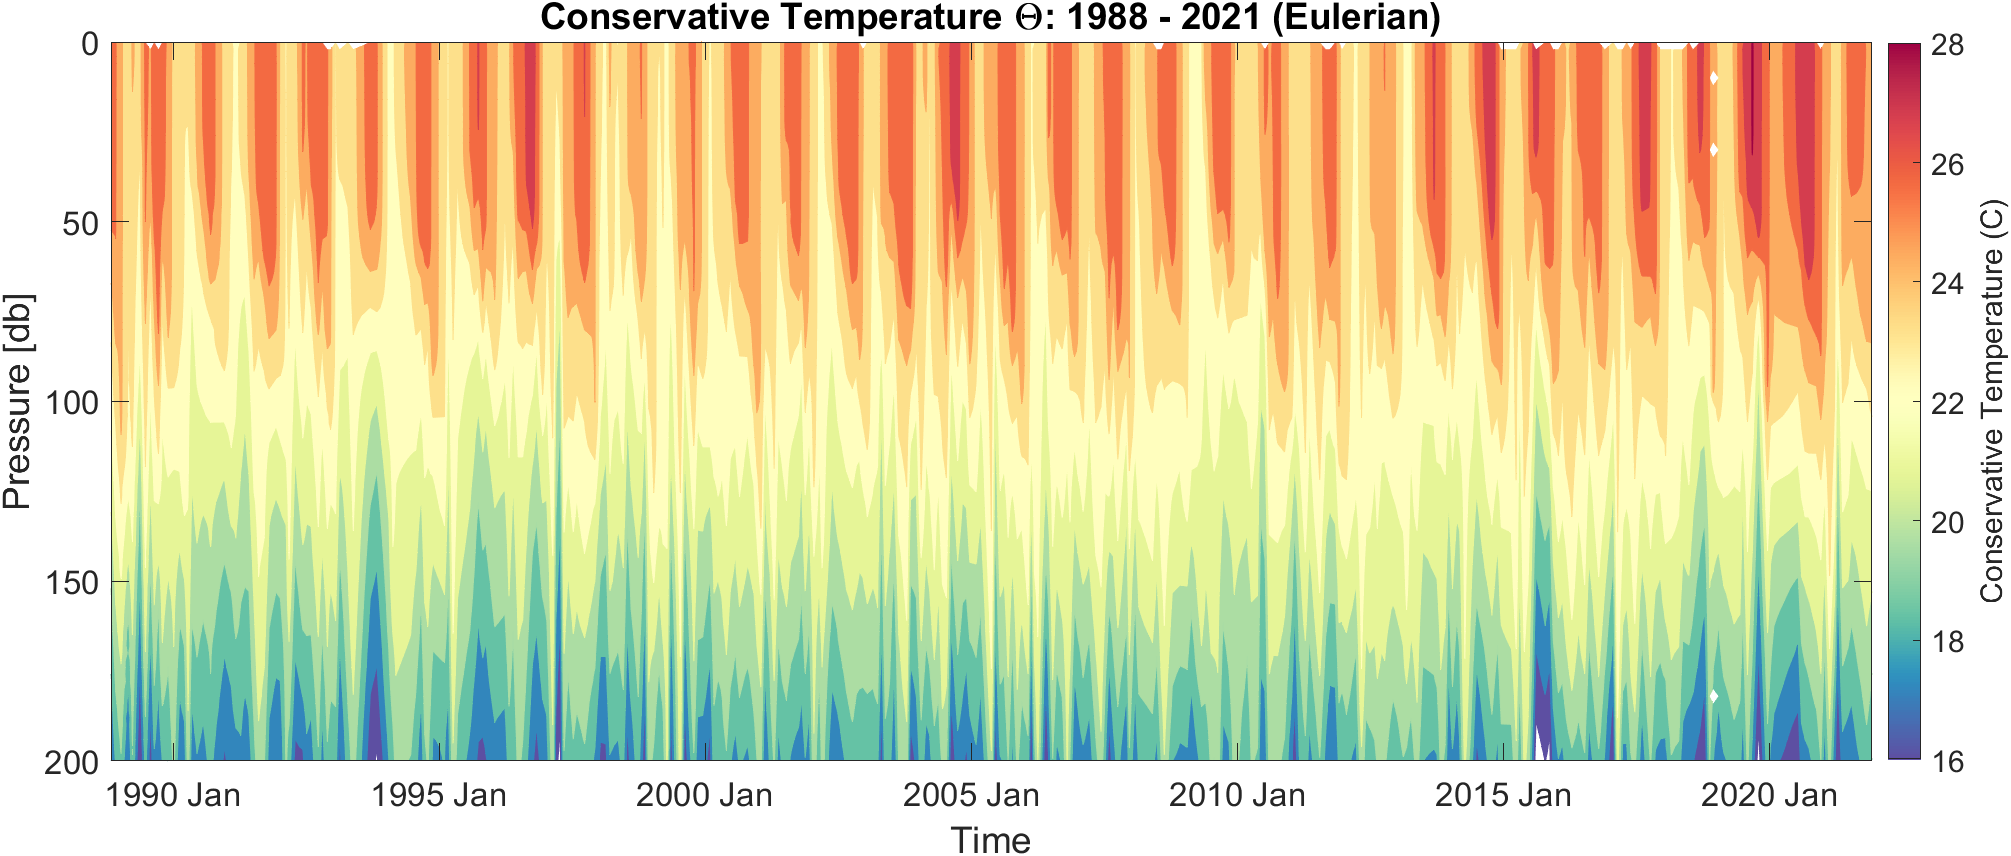 Conservative Temperature Θ: 1988 - 2021 (Eulerian)
0
50
100
150
200
Pressure [db]
1990 Jan
1995 Jan
2000 Jan
2005 Jan
2010 Jan
2015 Jan
2020 Jan
Time
28
26
24
22
20
18
16
Conservative Temperature (C)